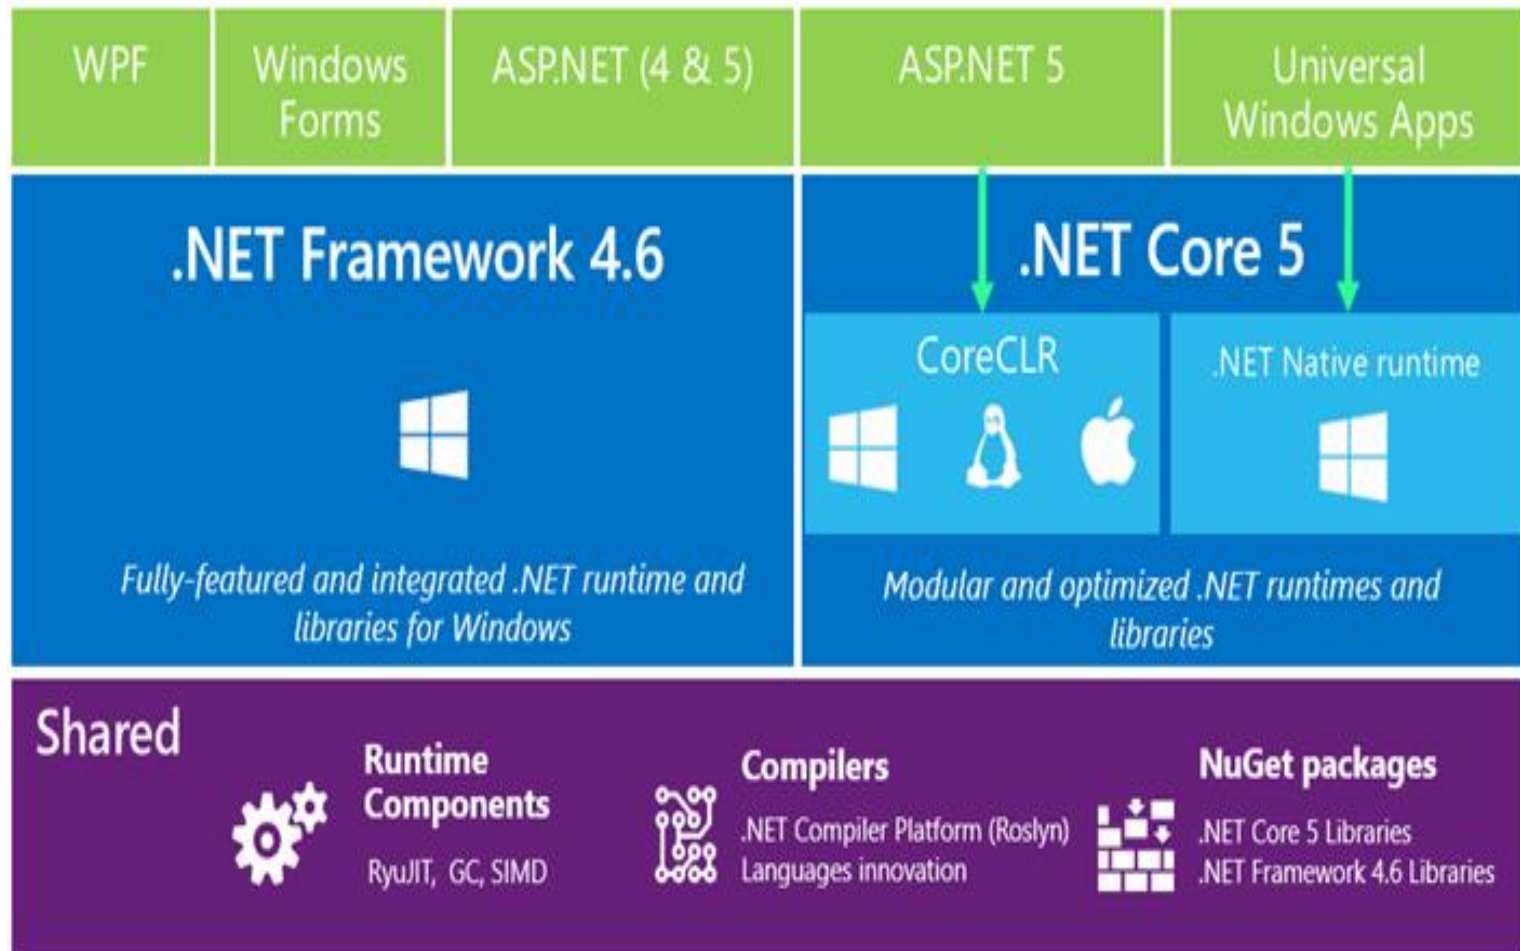 WPF
Windows
Forms
ASP.NET (4 & 5)
ASP.NET 5
Universal
Windows Apps
.NET Framework 4.6
Fully-featured and integrated .NET runtime and
libraries for Windows
.NET Core 5
CoreCLR
.NET Native runtime
Modular and optimized .NET runtimes and
libraries
Shared
Runtime
Components
RyuJIT, GC, SIMD
Compilers
.NET Compiler Platform (Roslyn)
Languages innovation
NuGet packages
.NET Core 5 Libraries
.NET Framework 4.6 Libraries